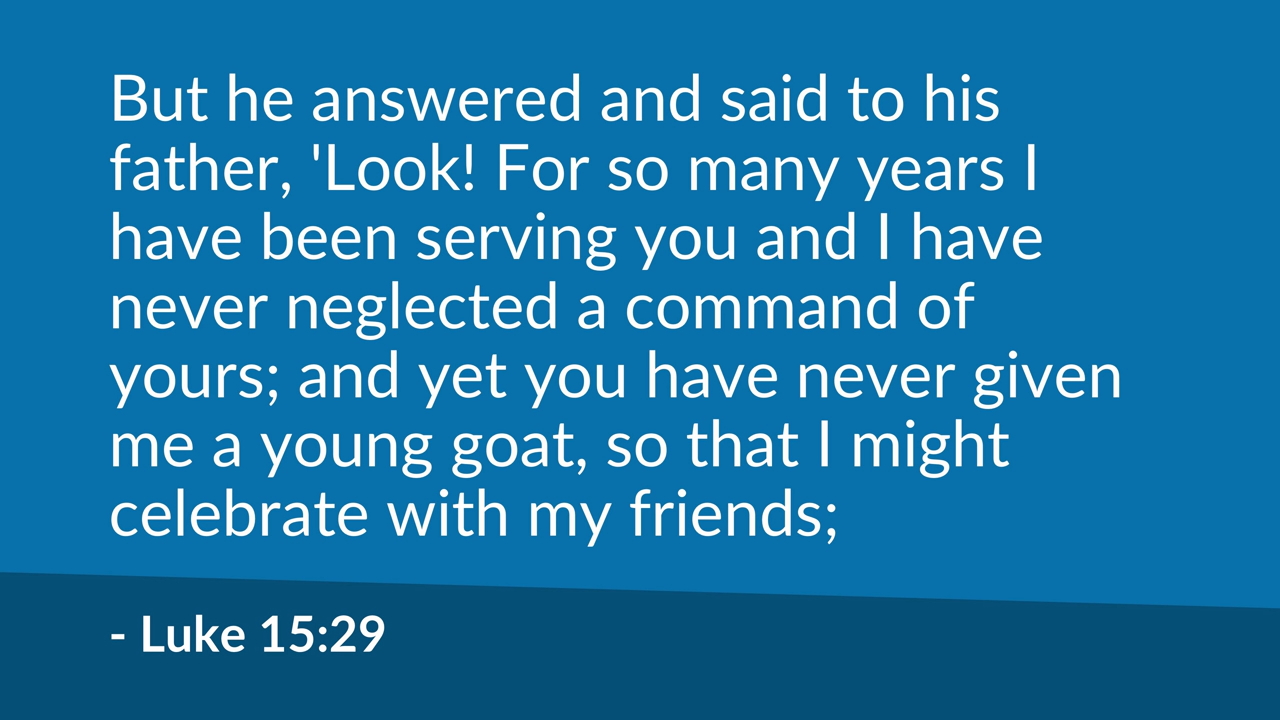 But he answered and said to his
father, 'Look! For so many years I
have been serving you and I have
never neglected a command of
yours; and yet you have never given
me a young goat, so that I might
celebrate with my friends;
- Luke 15:29